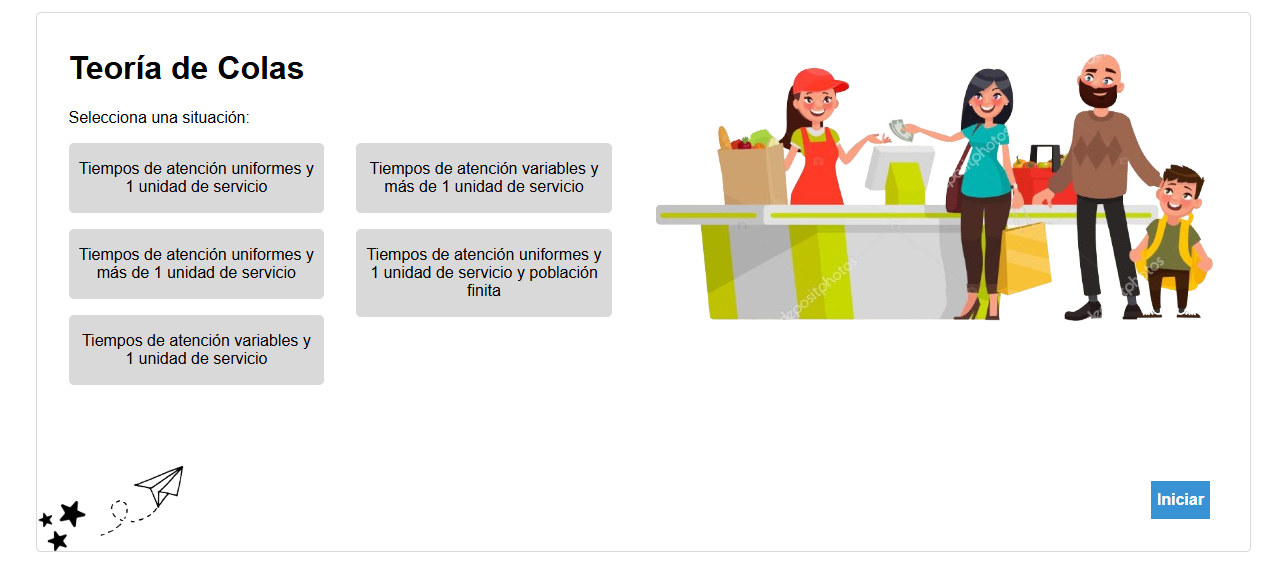 Teoría de Colas
Selecciona una situación:
Tiempos de atención uniformes y
1 unidad de servicio
Tiempos de atención uniformes y
más de 1 unidad de servicio
Tiempos de atención variables y
1 unidad de servicio
Tiempos de atención variables y
más de 1 unidad de servicio
Tiempos de atención uniformes y
1 unidad de servicio y población
finita
depositphotos
depositphotos
depositphotos
Iniciar